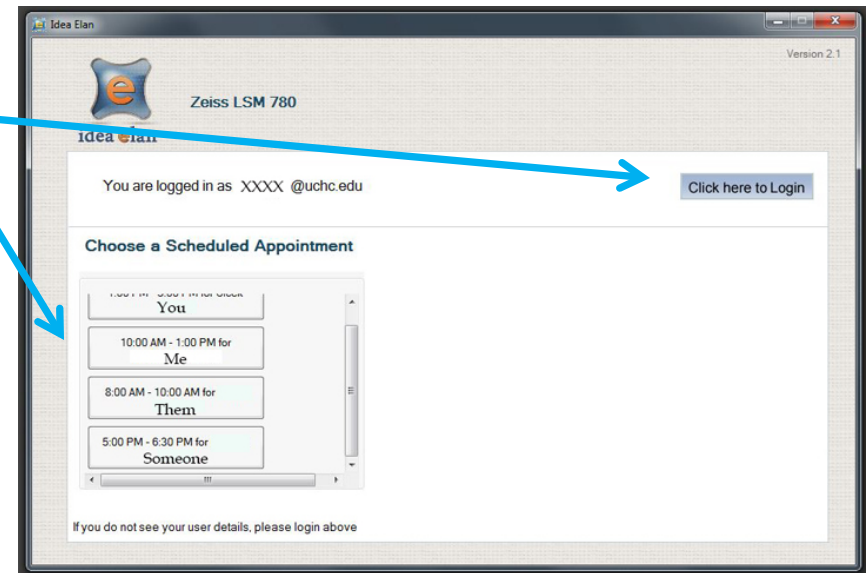 Idea Elan
Version 2.1
e
Zeiss LSM 780
idea elan
You are logged in as XXXX @uchc.edu
Click here to Login
Choose a Scheduled Appointment
You
10:00 AM - 1:00 PM for
Me
8:00 AM - 10:00 AM for
Them
5:00 PM - 6:30 PM for
Someone
If you do not see your user details, please login above